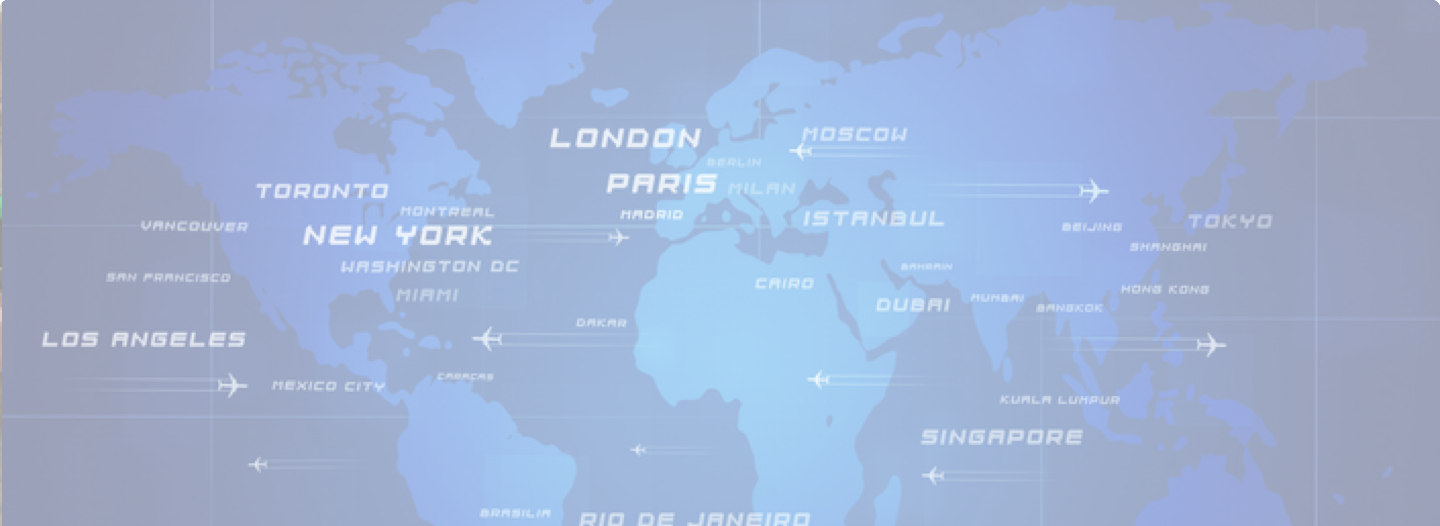 LONDON
MOSCOW
BERLIN
PARIS
MILAN
TORONTO
MONTREAL
MADRID
ISTANBUL
TOKYO
VANCOUVER
NEW YORK
BEIJING
SHANGHAI
WASHINGTON DC
BAHRAIN
SAN FRANCISCO
CAIRO
HONG KONG
MIAMI
DUBAI
MUMBAI
BANGKOK
DAKAR
LOS ANGELES
CARACAS
MEXICO CITY
KUALA LUMPUR
SINGAPORE
BRASILIA
RIO DE JANEIRO